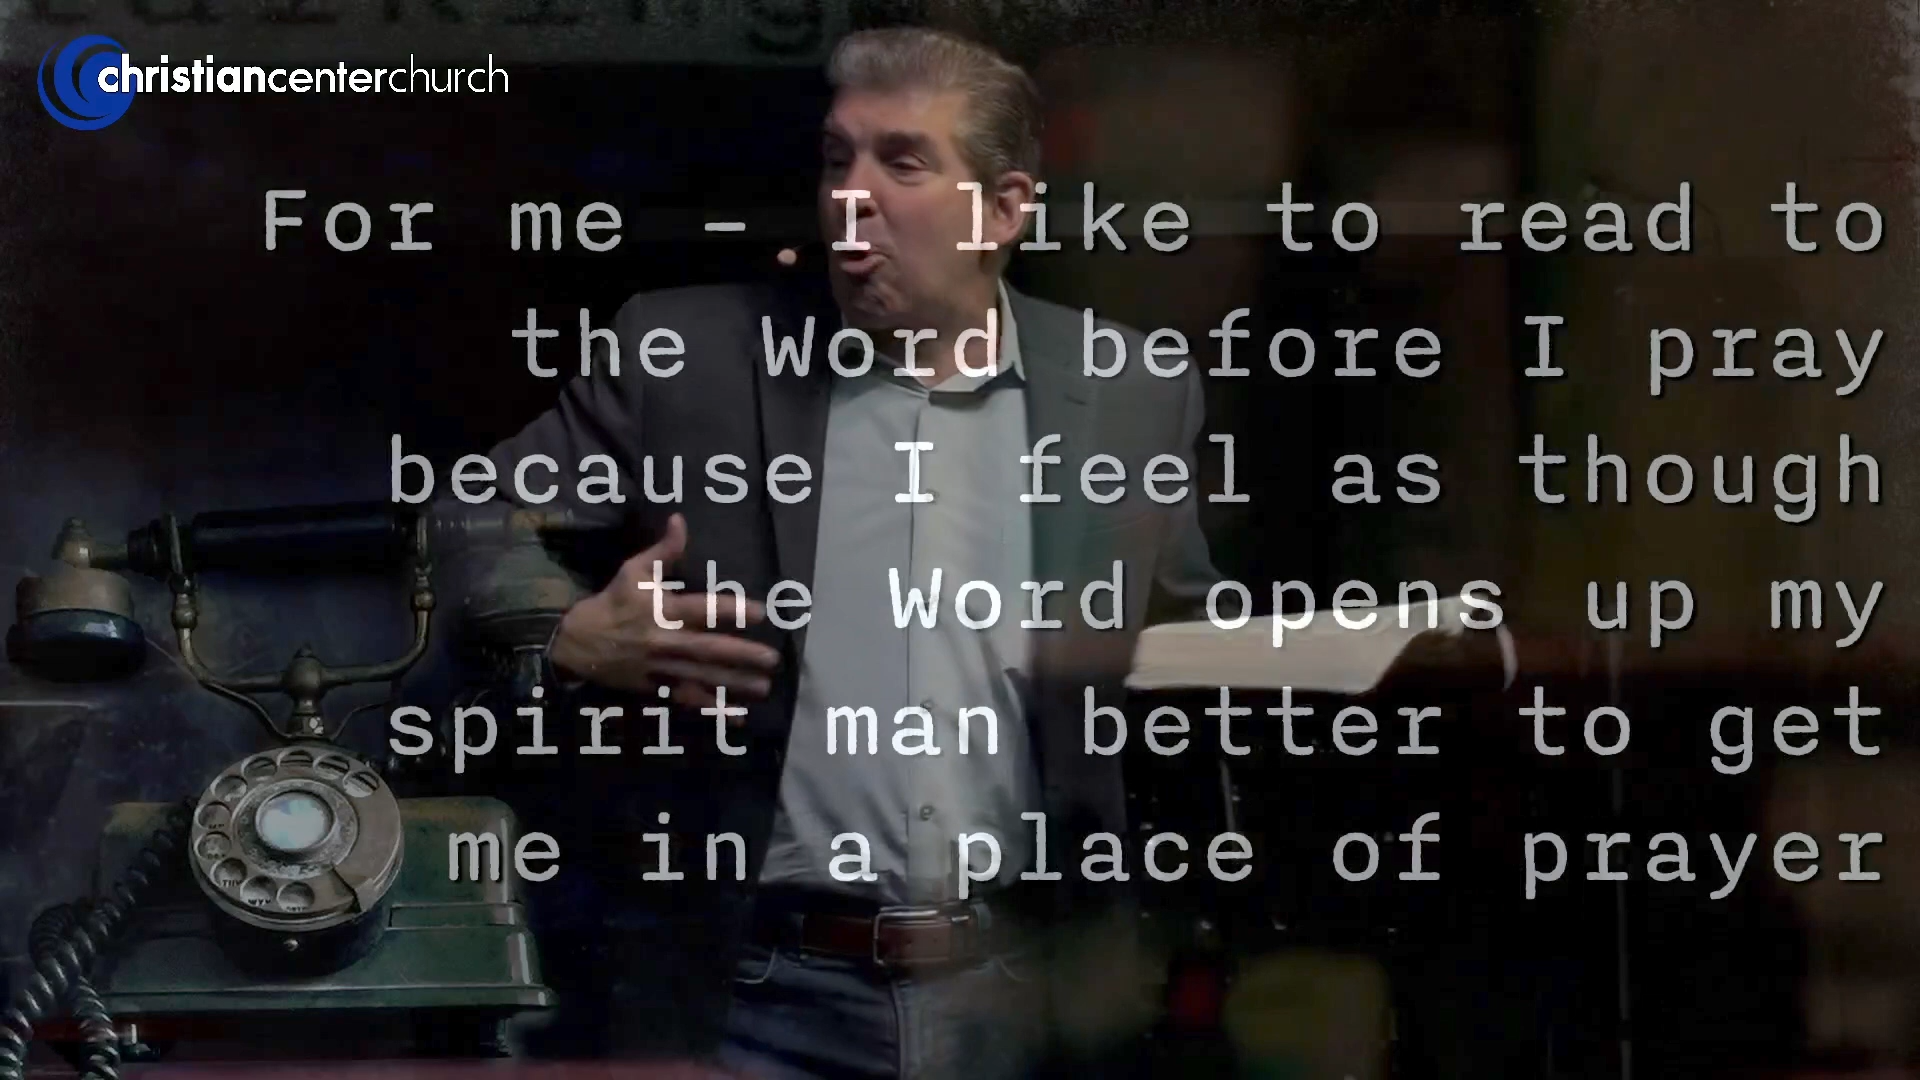 christiancenterchurch
For me - I like to read to
the Word before I pray
because I feel as though
the Word opens up my
spirit man better to get
me in a place of prayer